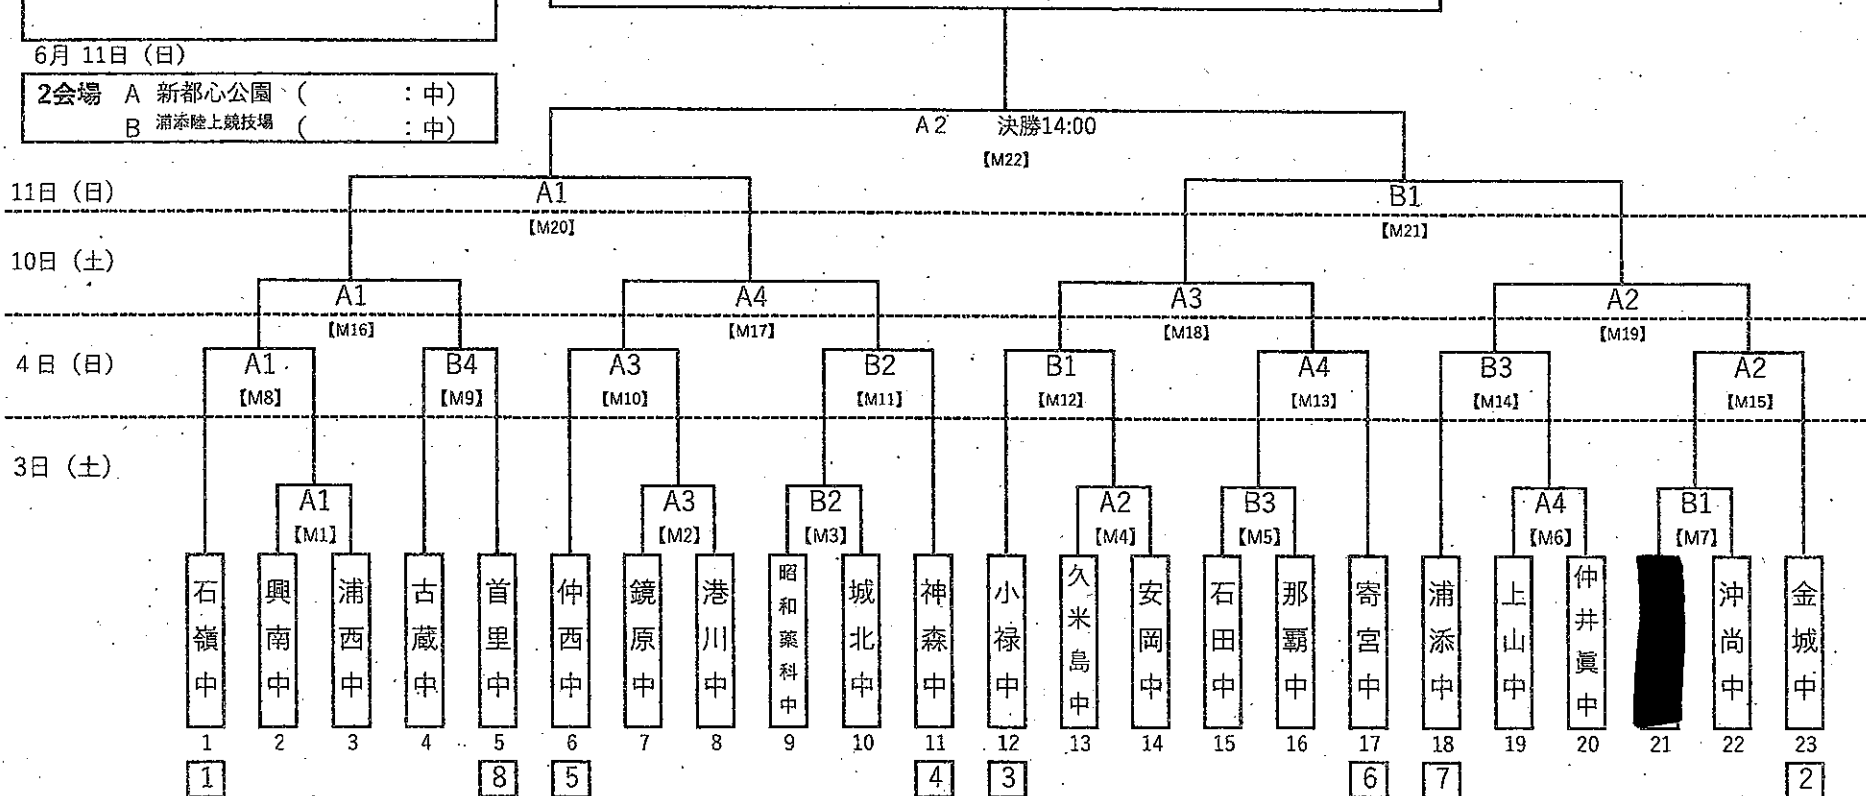 6月 11日（日）
2会場 A 新都心公園（ ：中）
B 浦添陸上競技場（ ：中）
A2 決勝14:00
【M22】
11日（日）
A1 B1
【M20】 【M21】
10日（土）
A1 A4 A3 A2
【M16】 【M17】 【M18】 【M19】
4日（日）
A1 B4 A3 B2 B1 A4 B3 A2
【M8】 【M9】 【M10】 【M11】 【M12】 【M13】 【M14】 【M15】
3日（土）
A1 A3 B2 A2 B3 A4 B1
【M1】 【M2】 【M3】 【M4】 【M5】 【M6】 【M7】
石嶺中
興南中
浦西中
古蔵中
首里中
仲西中
鏡原中
港川中
昭和薬科中
城北中
神森中
小禄中
久米島中
安岡中
石田中
那覇中
寄宮中
浦添中
上山中
仲井眞中
沖尚中
金城中
1 2 3 4 5 6 7 8 9 10 11 12 13 14 15 16 17 18 19 20 21 22 23
1 8 5 4 3 6 7 2